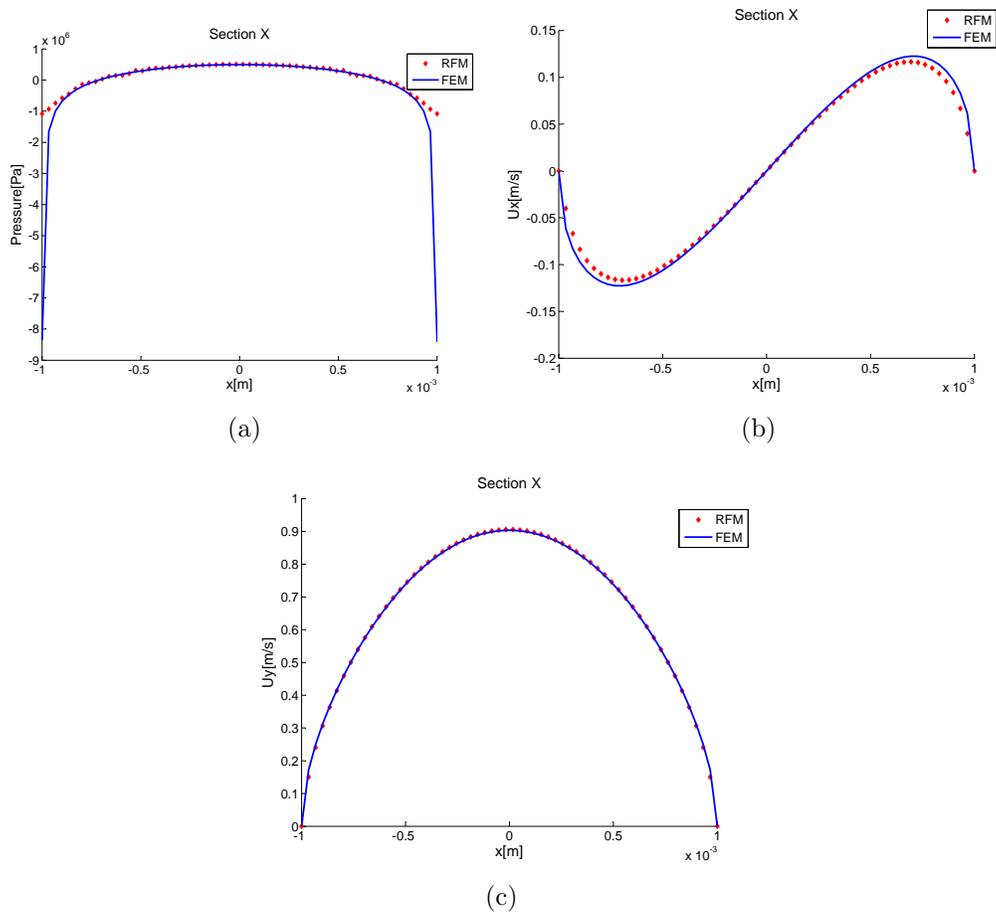 Section X
x 10^6
RFM
FEM
1
0
-1
-2
-3
-4
-5
-6
-7
-8
-9
Pressure[Pa]
-1
-0.5
0
0.5
1
x[m]
x 10^-3
(a)
Section X
RFM
FEM
0.15
0.1
0.05
0
-0.05
-0.1
-0.15
-0.2
Ux[m/s]
-1
-0.5
0
0.5
1
x[m]
x 10^-3
(b)
Section X
RFM
FEM
1
0.9
0.8
0.7
0.6
0.5
0.4
0.3
0.2
0.1
0
Uy[m/s]
-1
-0.5
0
0.5
1
x[m]
x 10^-3
(c)